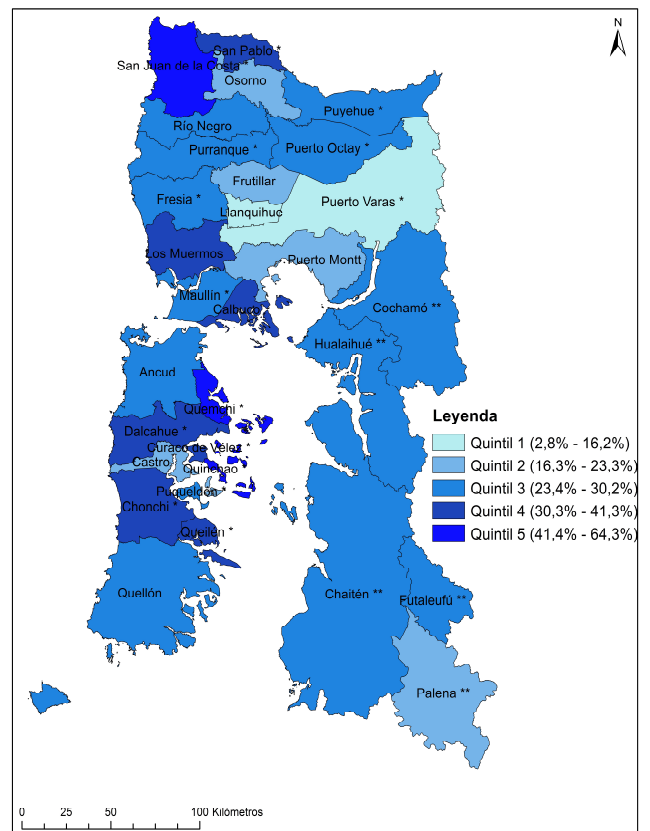 N
San Pablo *
San Juan de la Costa *
Osorno
Puyehue *
Río Negro
Purranque *
Puerto Octay *
Frutillar
Fresia *
Puerto Varas *
Llanquihue
Los Muermos
Puerto Montt
Maullín *
Calbuco
Cochamó **
Hualaihué **
Ancud
Quemchi *
Dalcahue *
Curaco de Velez *
Castro
Quinchao *
Puqueldón *
Chonchi *
Queilén *
Quellón
Chaitén **
Futaleufú **
Palena **
Leyenda
Quintil 1 (2,8% - 16,2%)
Quintil 2 (16.3% - 23.3%)
Quintil 3 (23,4% - 30,2%)
Quintil 4 (30,3% - 41,3%)
Quintil 5 (41,4% - 64,3%)
0 25 50 100 Kilómetros